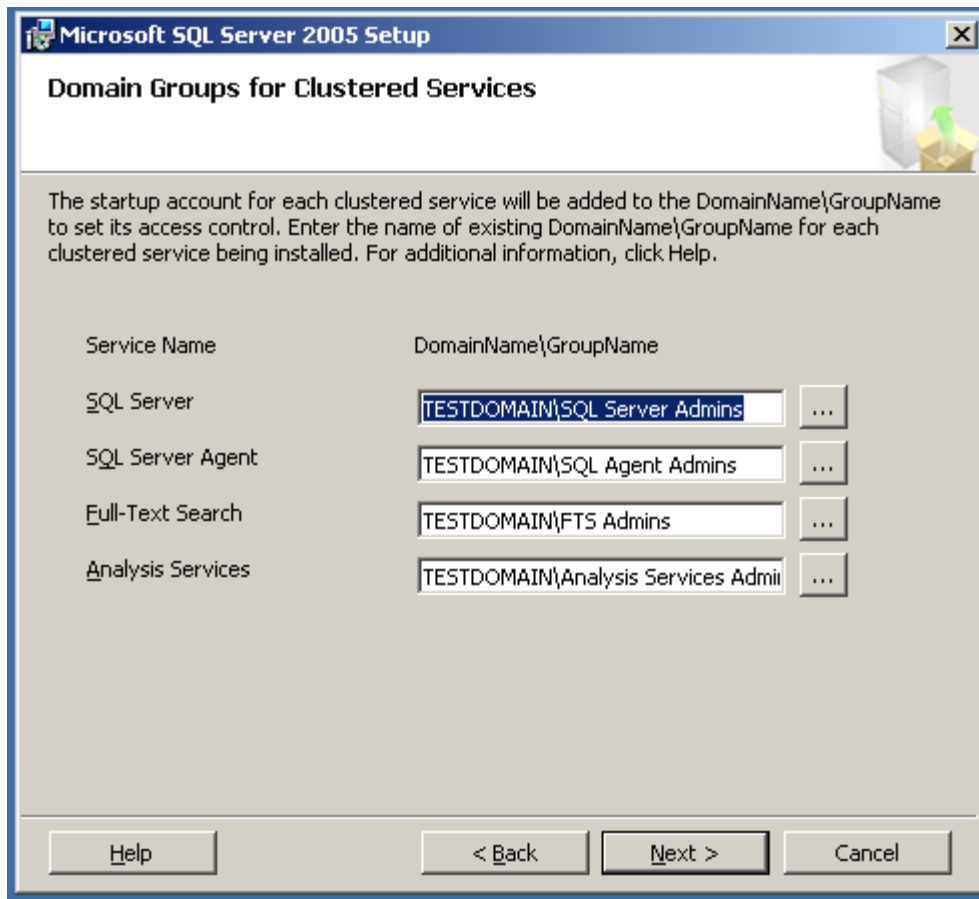 Microsoft SQL Server 2005 Setup
Domain Groups for Clustered Services
The startup account for each clustered service will be added to the DomainName\GroupName
to set its access control. Enter the name of existing DomainName\GroupName for each
clustered service being installed. For additional information, click Help.
Service Name DomainName\GroupName
SQL Server TESTDOMAIN\SQL Server Admins ...
SQL Server Agent TESTDOMAIN\SQL Agent Admins ...
Full-Text Search TESTDOMAIN\FTS Admins ...
Analysis Services TESTDOMAIN\Analysis Services Admi ...
Help < Back Next > Cancel